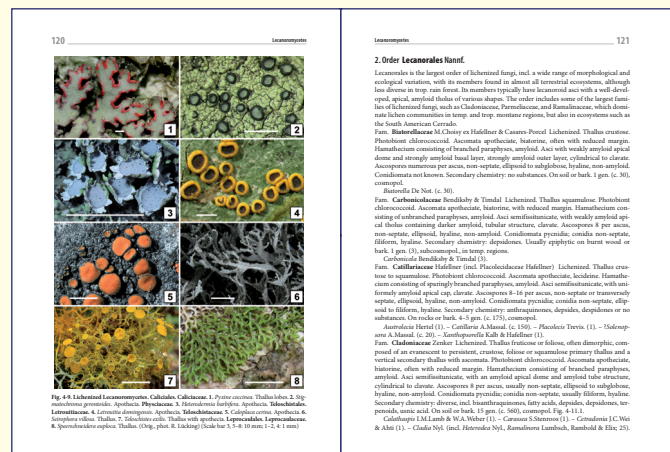 120
Lecanoromycetes
1
2
3
4
5
6
7
8
Fig. 4-9. Lichenized Lecanoromycetes. Caliciales. Caliciaceae. 1. Pyxine coccinea. Thallus lobes. 2. Stig-
matochroma gerontoides. Apothecia. Physciaceae. 3. Heterodermia barbifera. Apothecia. Teloschistales.
Letrouitiaceae. 4. Letrouitia domingensis. Apothecia. Teloschistaceae. 5. Caloplaca cerina. Apothecia. 6.
Seirophora villosa. Thallus. 7. Teloschistes exilis. Thallus with apothecia. Leprocaulales. Leprocaulaceae.
8. Speerschneidera euploca. Thallus. (Orig., phot. R. Lücking) (Scale bar 3, 5–8: 10 mm; 1–2, 4: 1 mm)
Lecanoromycetes
121
2. Order Lecanorales Nannf.
Lecanorales is the largest order of lichenized fungi, incl. a wide range of morphological and
ecological variation, with its members found in almost all terrestrial ecosystems, although
less diverse in trop. rain forest. Its members typically have lecanoroid asci with a well-devel-
oped, apical, amyloid tholus of various shapes. The order includes some of the largest fami-
lies of lichenized fungi, such as Cladoniaceae, Parmeliaceae, and Ramalinaceae, which domi-
nate lichen communities in temp. and trop. montane regions, but also in ecosystems such as
the South American Cerrado.
Fam. Biatorellaceae M.Choisy ex Hafellner & Casares-Porcel Lichenized. Thallus crustose.
Photobiont chlorococcoid. Ascomata apotheciate, biatorine, often with reduced margin.
Hamathecium consisting of branched paraphyses, amyloid. Asci with weakly amyloid apical
dome and strongly amyloid basal layer, strongly amyloid outer layer, cylindrical to clavate.
Ascospores numerous per ascus, non-septate, ellipsoid to subglobose, hyaline, non-amyloid.
Conidiomata not known. Secondary chemistry: no substances. On soil or bark. 1 gen. (c. 30),
cosmopol.
Biatorella De Not. (c. 30).
Fam. Carbonicolaceae Bendiksby & Timdal Lichenized. Thallus squamulose. Photobiont
chlorococcoid. Ascomata apotheciate, biatorine, with reduced margin. Hamathecium con-
sisting of unbranched paraphyses, amyloid. Asci semifissitunicate, with weakly amyloid api-
cal tholus containing darker amyloid, tubular structure, clavate. Ascospores 8 per ascus,
non-septate, ellipsoid, hyaline, non-amyloid. Conidiomata pycnidia; conidia non-septate,
filiform, hyaline. Secondary chemistry: depsidones. Usually epiphytic on burnt wood or
bark. 1 gen. (3), subcosmopol., in temp. regions.
Carbonicola Bendiksby & Timdal (3).
Fam. Catillariaceae Hafellner (incl. Placolecidaceae Hafellner) Lichenized. Thallus crus-
tose to squamulose. Photobiont chlorococcoid. Ascomata apotheciate, lecideine. Hamathe-
cium consisting of sparingly branched paraphyses, amyloid. Asci semifissitunicate, with uni-
formly amyloid apical cap, clavate. Ascospores 8–16 per ascus, non-septate or transversely
septate, ellipsoid, hyaline, non-amyloid. Conidiomata pycnidia; conidia non-septate, ellip-
soid to filiform, hyaline. Secondary chemistry: anthraquinones, depsides, despidones or no
substances. On rocks or bark. 4–5 gen. (c. 175), cosmopol.
Austrolecia Hertel (1). – Catillaria A.Massal. (c. 150). – Placolecis Trevis. (1). – ?Solenop-
sora A.Massal. (c. 20). – Xanthopsorella Kalb & Hafellner (1).
Fam. Cladoniaceae Zenker Lichenized. Thallus fruticose or foliose, often dimorphic, com-
posed of an evanescent to persistent, crustose, foliose or squamulose primary thallus and a
vertical secondary thallus with ascomata. Photobiont chlorococcoid. Ascomata apotheciate,
biatorine, often with reduced margin. Hamathecium consisting of branched paraphyses,
amyloid. Asci semifissitunicate, with an amyloid apical dome and amyloid tube structure,
cylindrical to clavate. Ascospores 8 per ascus, usually non-septate, ellipsoid to subglobose,
hyaline, non-amyloid. Conidiomata pycnidia; conidia non-septate, usually filiform, hyaline.
Secondary chemistry: diverse, incl. bisanthraquinones, fatty acids, depsides, depsidones, ter-
penoids, usnic acid. On soil or bark. 15 gen. (c. 560), cosmopol. Fig. 4-11.1.
Calathaspis I.M.Lamb & W.A.Weber (1). – Carassea S.Stenroos (1). – Cetradonia J.C.Wei
& Ahti (1). – Cladia Nyl. (incl. Heterodea Nyl., Ramalinora Lumbsch, Rambold & Elix; 25).